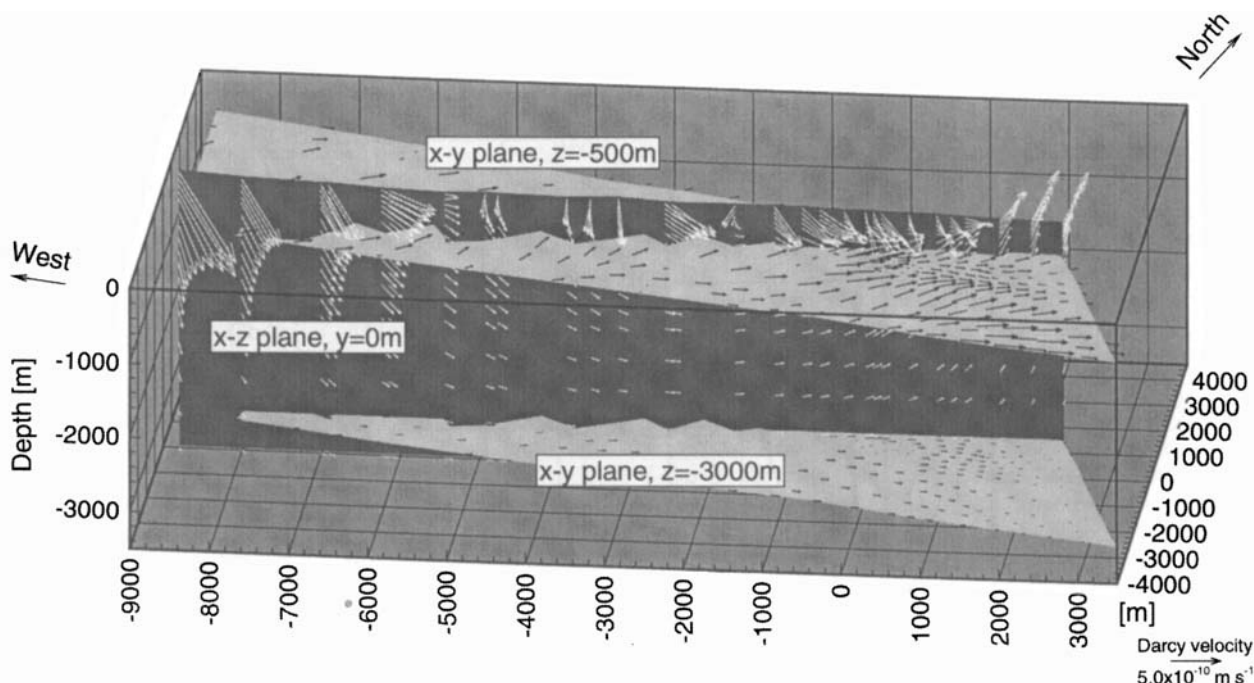 North
x-y plane, z=-500m
West
0
x-z plane, y=0m
-1000
Depth [m]
-2000
x-y plane, z=-3000m
-3000
4000
3000
2000
1000
0
-1000
-2000
-3000
-4000
-9000
-8000
-7000
-6000
-5000
-4000
-3000
-2000
-1000
0
1000
2000
3000
[m]
Darcy velocity
5.0x10⁻¹⁰ m s⁻¹